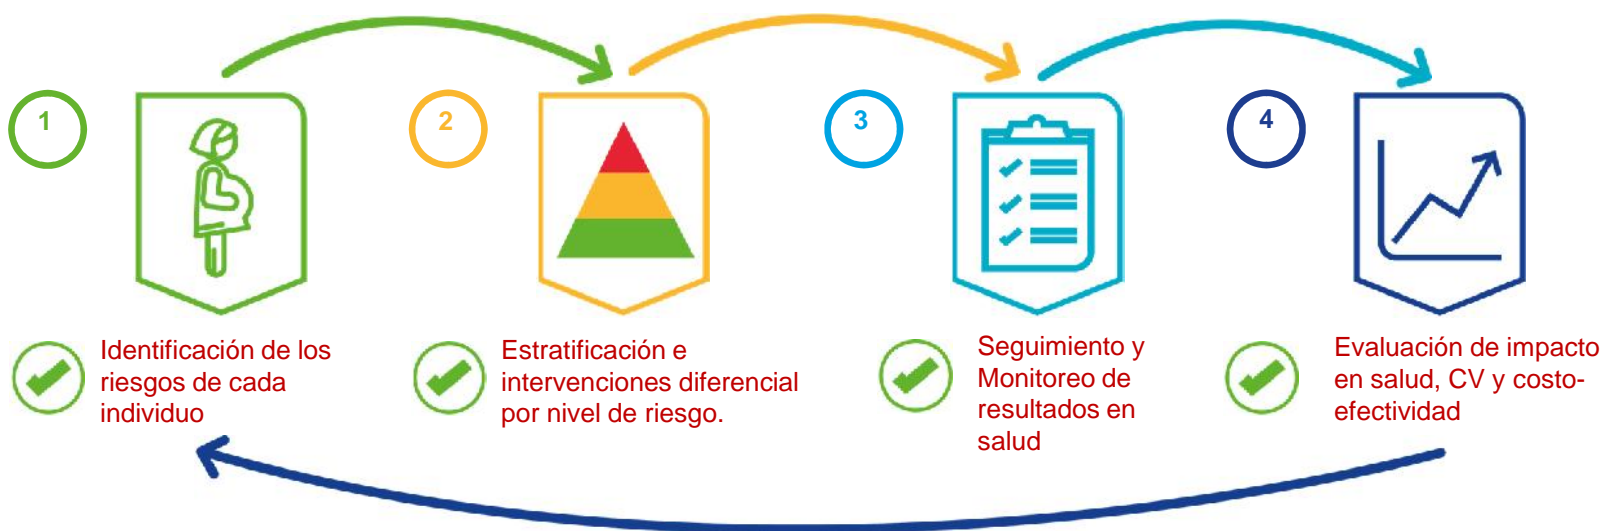 1
2
3
4
Identificación de los
riesgos de cada
individuo
Estratificación e
intervenciones diferencial
por nivel de riesgo.
Seguimiento y
Monitoreo de
resultados en
salud
Evaluación de impacto
en salud, CV y costo-
efectividad